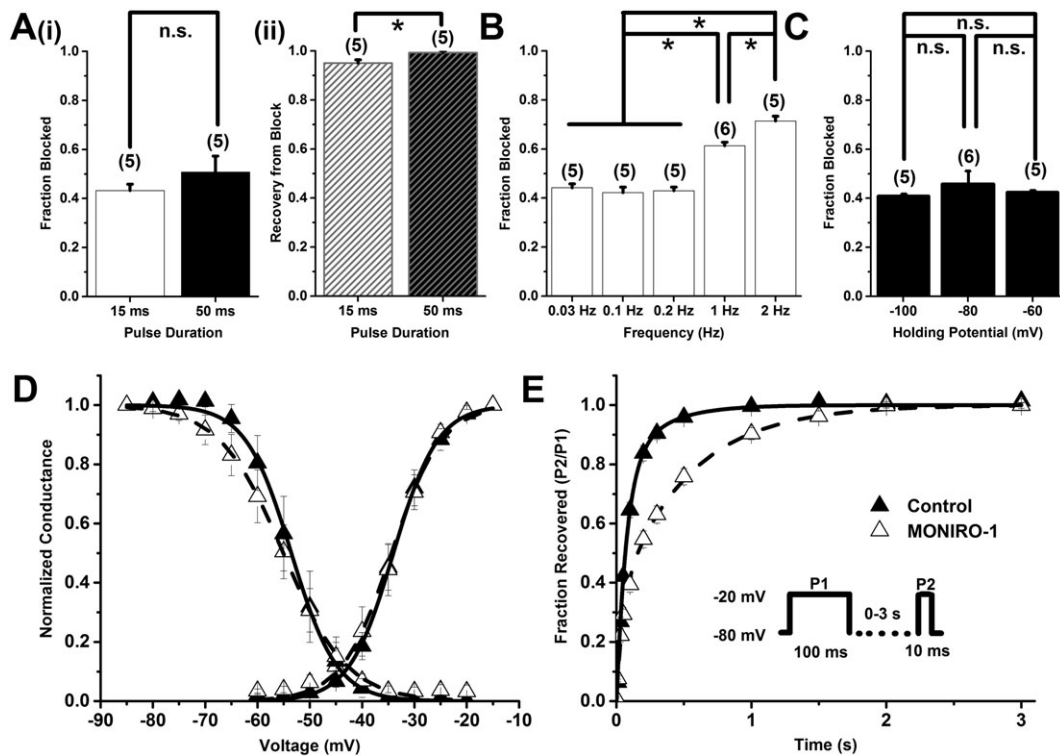 A(i)
n.s.
(5)
(5)
Fraction Blocked
1.0
0.8
0.6
0.4
0.2
0.0
15 ms
50 ms
Pulse Duration
(ii)
*
(5)
(5)
Recovery from Block
1.0
0.8
0.6
0.4
0.2
0.0
15 ms
50 ms
Pulse Duration
B
*
*
*
(5)
(5)
(5)
(6)
(5)
Fraction Blocked
1.0
0.8
0.6
0.4
0.2
0.0
0.03 Hz
0.1 Hz
0.2 Hz
1 Hz
2 Hz
Frequency (Hz)
C
n.s.
n.s.
n.s.
(5)
(6)
(5)
Fraction Blocked
1.0
0.8
0.6
0.4
0.2
0.0
-100
-80
-60
Holding Potential (mV)
D
Normalized Conductance
1.0
0.8
0.6
0.4
0.2
0.0
-90
-80
-70
-60
-50
-40
-30
-20
-10
Voltage (mV)
E
Fraction Recovered (P2/P1)
1.0
0.8
0.6
0.4
0.2
0.0
0
1
2
3
Time (s)
Control
MONIRO-1
P1
P2
-20 mV
0-3 s
-80 mV
100 ms
10 ms